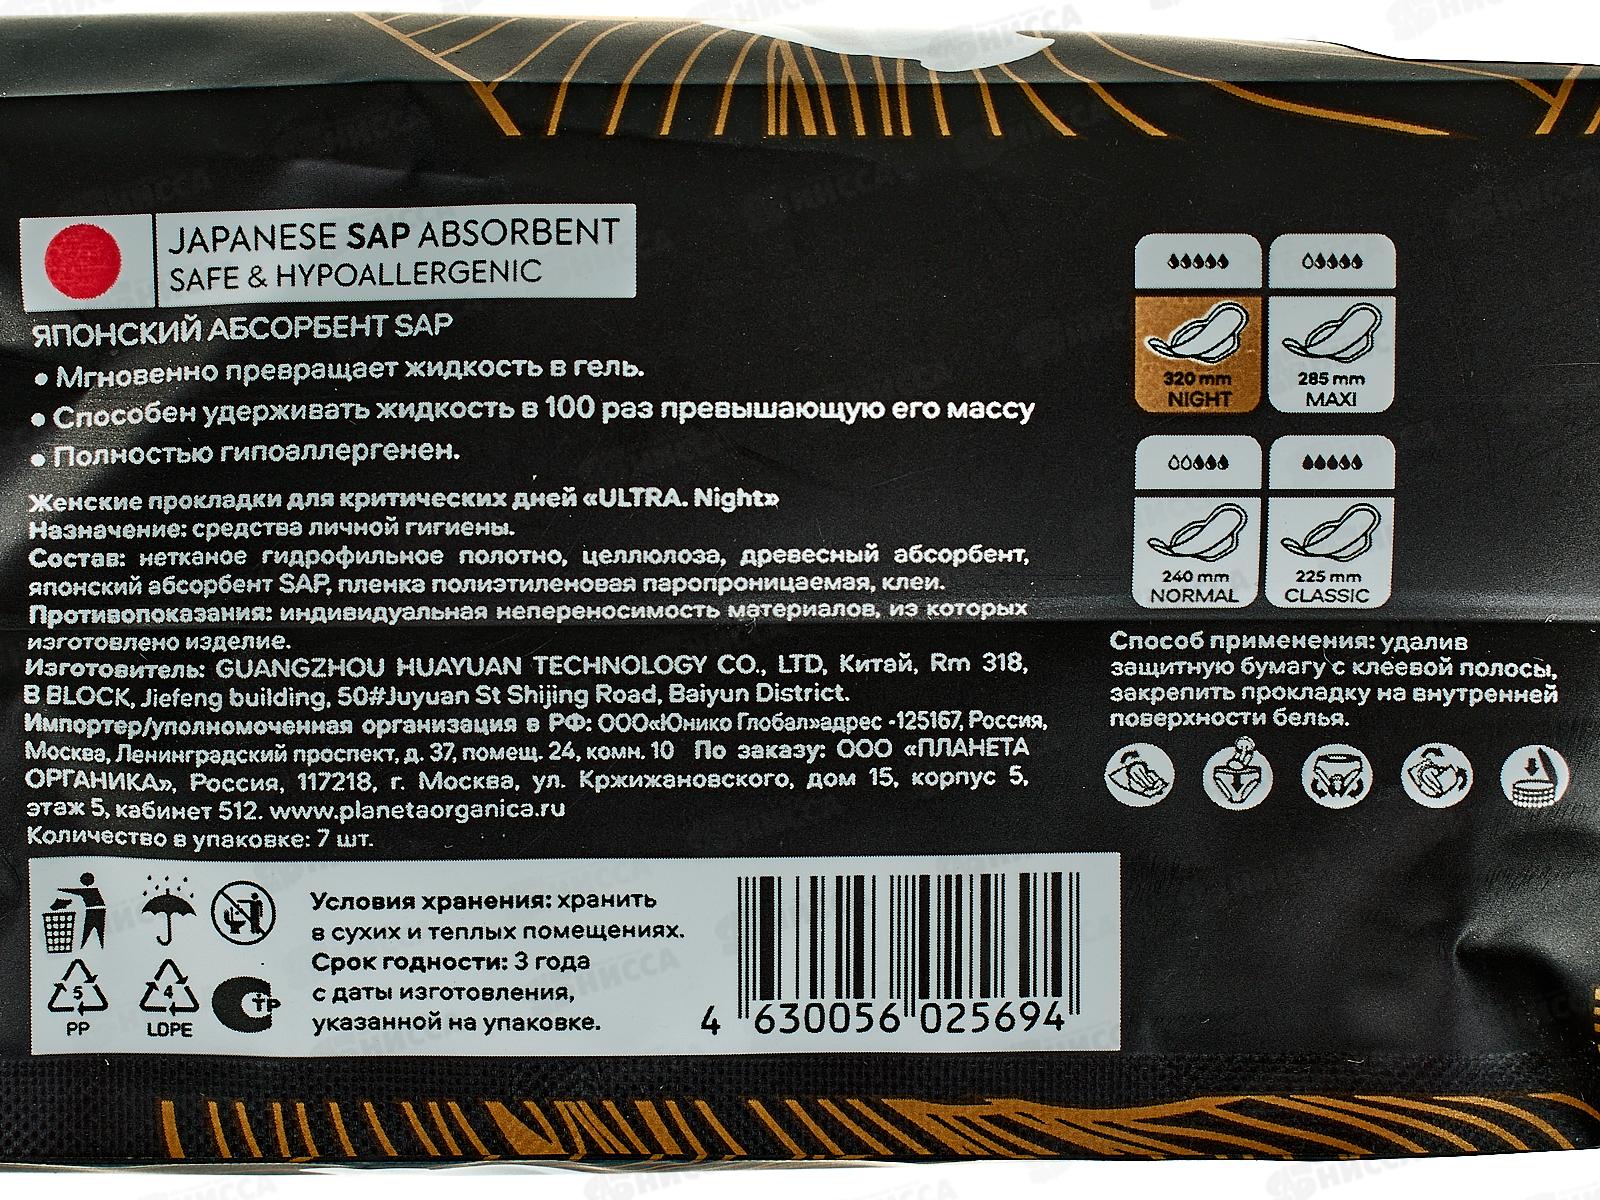 JAPANESE SAP ABSORBENT
SAFE & HYPOALLERGENIC
ЯПОНСКИЙ АБСОРБЕНТ SAP
• Мгновенно превращает жидкость в гель.
• Способен удерживать жидкость в 100 раз превышающую его массу
• Полностью гипоаллергенен.
Женские прокладки для критических дней «ULTRA. Night»
Назначение: средства личной гигиены.
Состав: нетканое гидрофильное полотно, целлюлоза, древесный абсорбент,
японский абсорбент SAP, пленка полиэтиленовая паропроницаемая, клеи.
Противопоказания: индивидуальная непереносимость материалов, из которых
изготовлено изделие.
Изготовитель: GUANGZHOU HUAYUAN TECHNOLOGY CO., LTD, Китай, Rm 318,
B BLOCK, Jiefeng building, 50#Juyuan St Shijing Road, Baiyun District.
Импортер/уполномоченная организация в РФ: ООО«Юнико Глобал»адрес -125167, Россия,
Москва, Ленинградский проспект, д. 37, помещ. 24, комн. 10 По заказу: ООО «ПЛАНЕТА
ОРГАНИКА», Россия, 117218, г. Москва, ул. Кржижановского, дом 15, корпус 5,
этаж 5, кабинет 512. www.planetaorganica.ru
Количество в упаковке: 7 шт.
320 mm
NIGHT
285 mm
MAXI
240 mm
NORMAL
225 mm
CLASSIC
Способ применения: удалив
защитную бумагу с клеевой полосы,
закрепить прокладку на внутренней
поверхности белья.
5
PP
4
LDPE
СТР
Условия хранения: хранить
в сухих и теплых помещениях.
Срок годности: 3 года
с даты изготовления,
указанной на упаковке.
4 630056 025694
НИССА